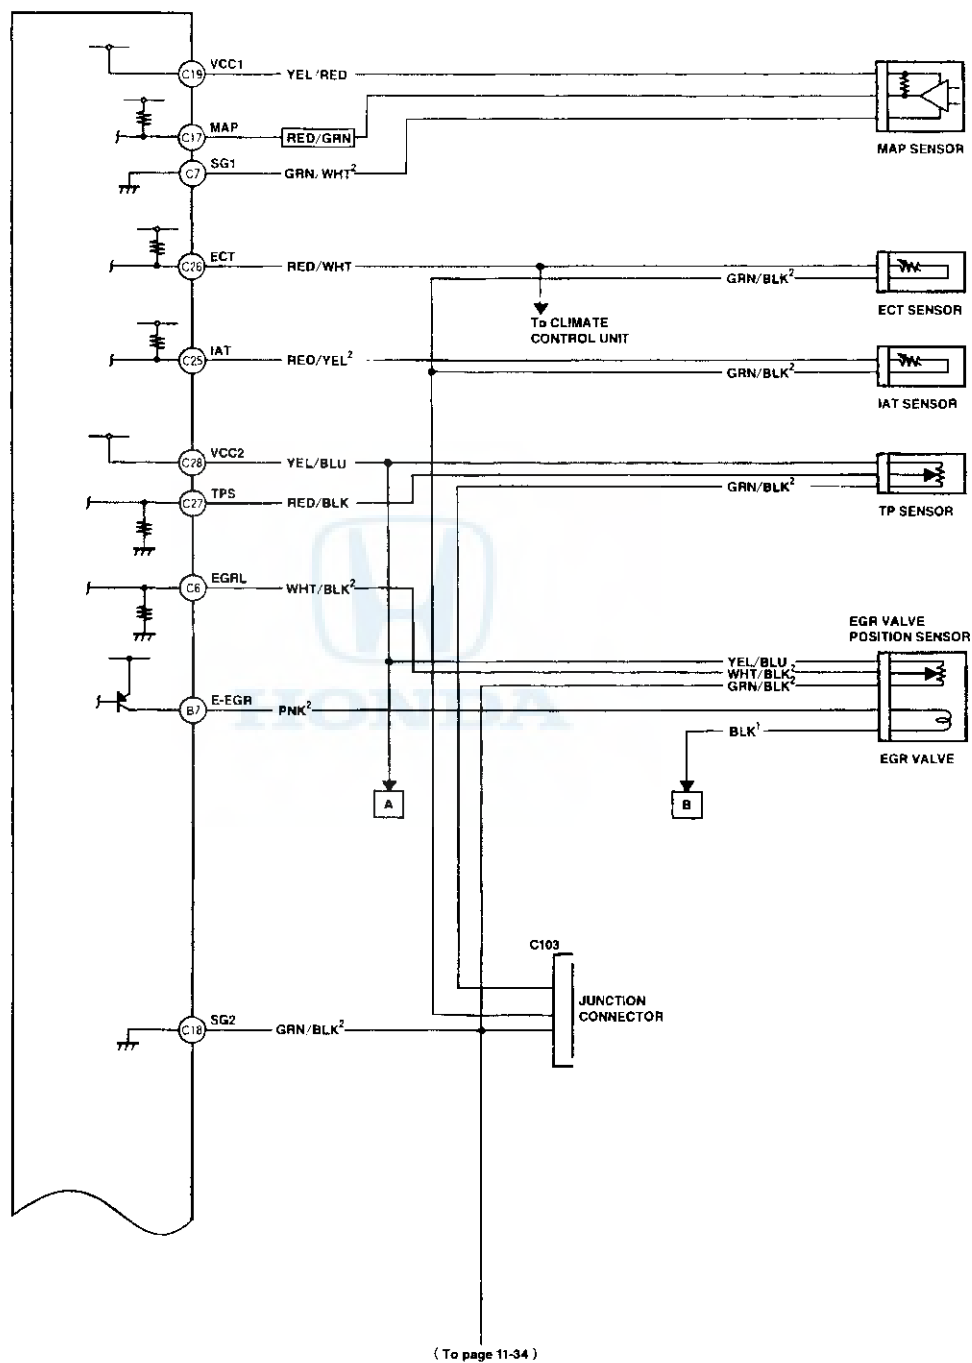 VCC1
C19 YEL/RED
MAP
C17 RED/GRN
SG1
C7 GRN/WHT²
MAP SENSOR
ECT
C26 RED/WHT
GRN/BLK²
ECT SENSOR
To CLIMATE
CONTROL UNIT
IAT
C25 RED/YEL²
GRN/BLK²
IAT SENSOR
VCC2
C28 YEL/BLU
TPS
C27 RED/BLK
GRN/BLK²
TP SENSOR
EGRL
C6 WHT/BLK²
EGR VALVE
POSITION SENSOR
YEL/BLU
WHT/BLK²
GRN/BLK²
E-EGR
B7 PNK²
BLK¹
EGR VALVE
HONDA
A
B
C103
JUNCTION
CONNECTOR
SG2
C18 GRN/BLK²
( To page 11-34 )